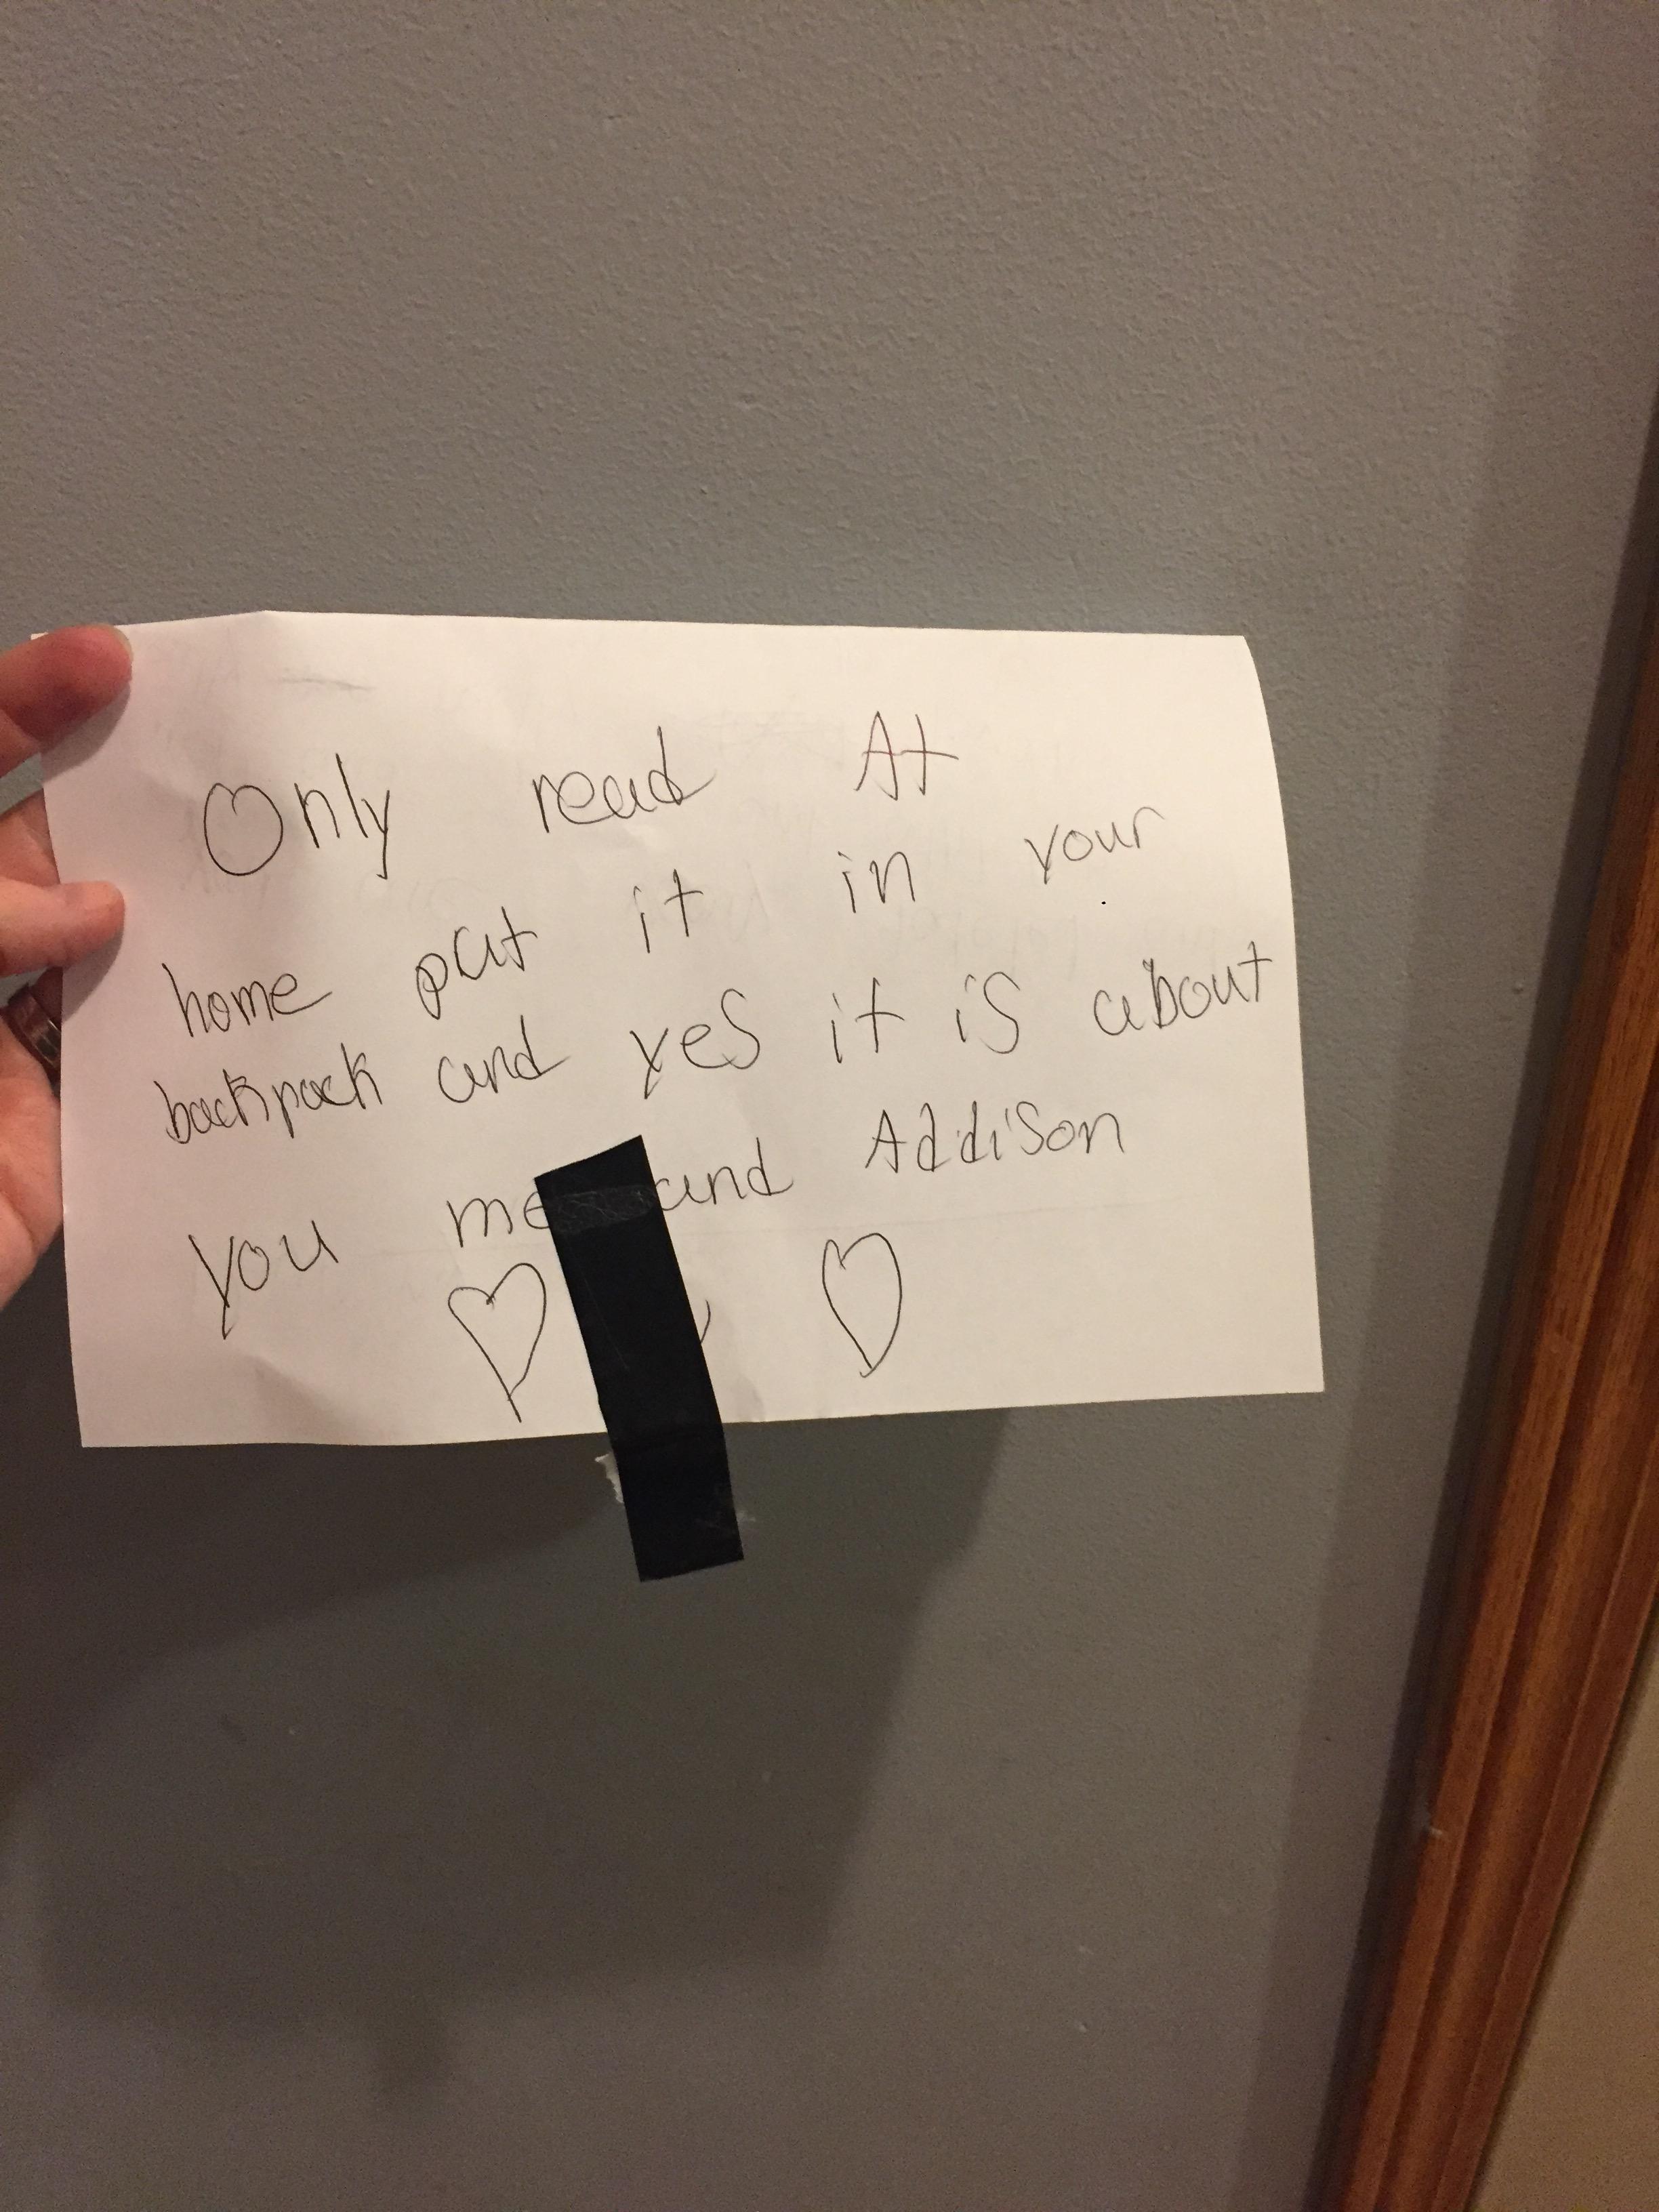 Only read At
home put it in your
backpack and yes it is about
you me and Addison